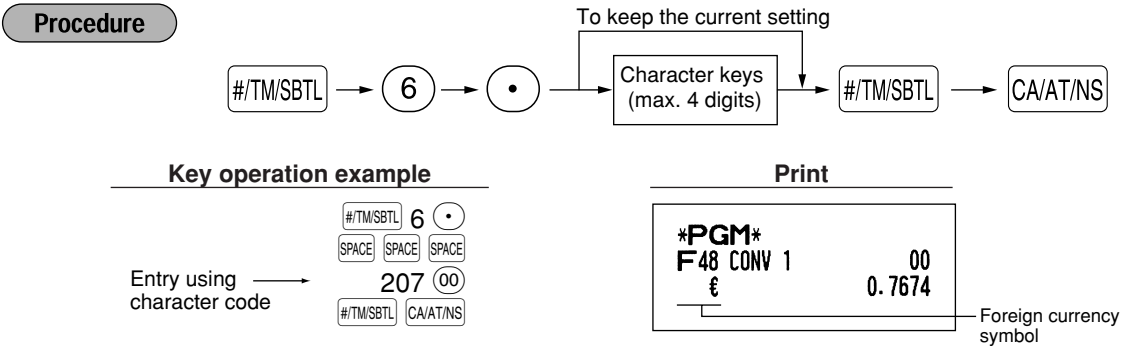 Procedure
To keep the current setting
#/TM/SBTL 6 • Character keys (max. 4 digits) #/TM/SBTL CA/AT/NS
Key operation example
#/TM/SBTL 6 •
SPACE SPACE SPACE
Entry using character code
207 00
#/TM/SBTL CA/AT/NS
Print
*PGM*
F48 CONV 1 00
€ 0.7674
Foreign currency
symbol